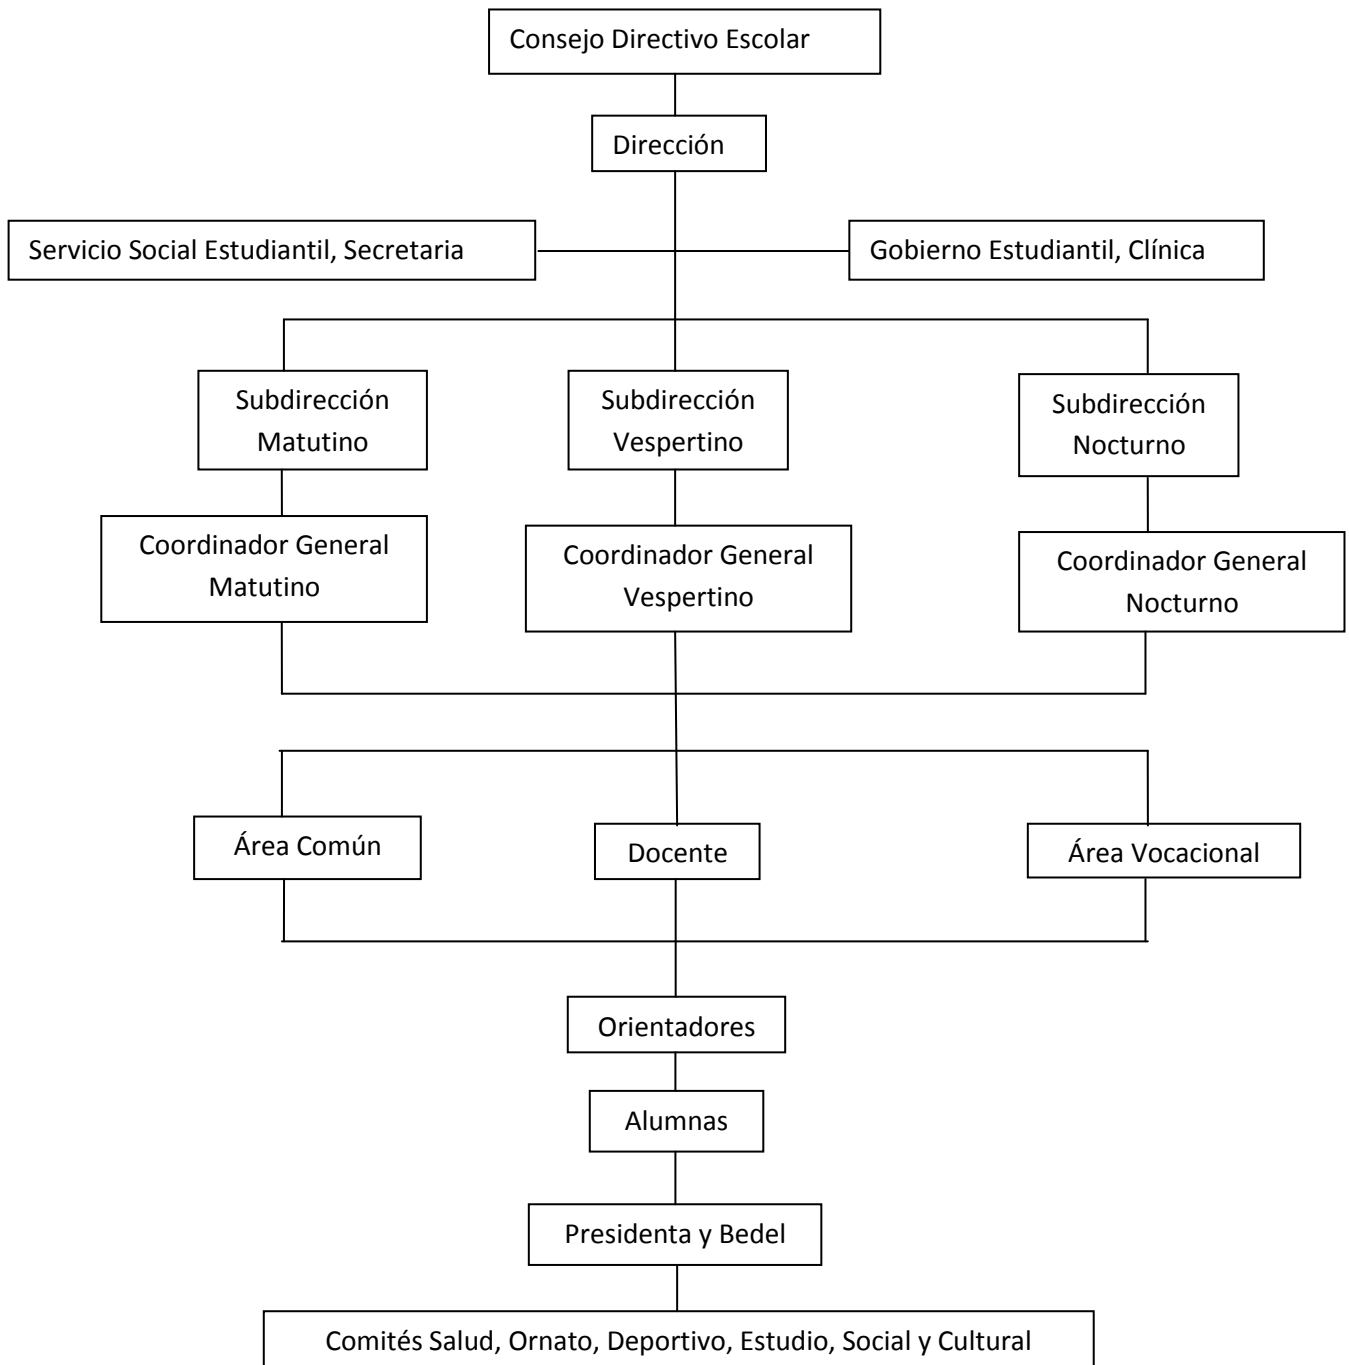 Consejo Directivo Escolar
Dirección
Servicio Social Estudiantil, Secretaria
Gobierno Estudiantil, Clínica
Subdirección
Matutino
Subdirección
Vespertino
Subdirección
Nocturno
Coordinador General
Matutino
Coordinador General
Vespertino
Coordinador General
Nocturno
Área Común
Docente
Área Vocacional
Orientadores
Alumnas
Presidenta y Bedel
Comités Salud, Ornato, Deportivo, Estudio, Social y Cultural